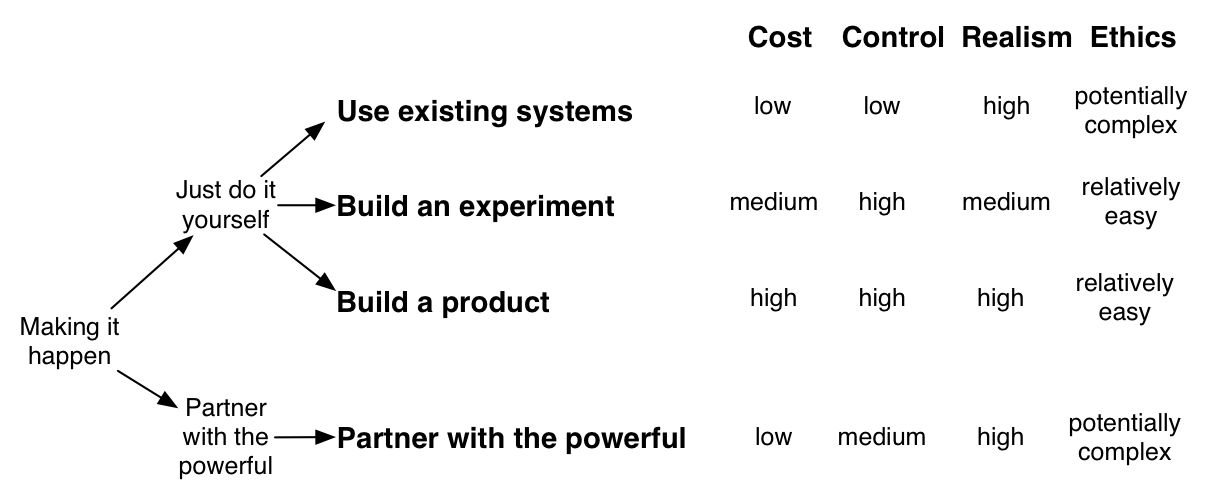 Cost Control Realism Ethics
Use existing systems low low high potentially
complex
Just do it
yourself
Build an experiment medium high medium relatively
easy
Build a product high high high relatively
easy
Making it
happen
Partner
with the
powerful
Partner with the powerful low medium high potentially
complex